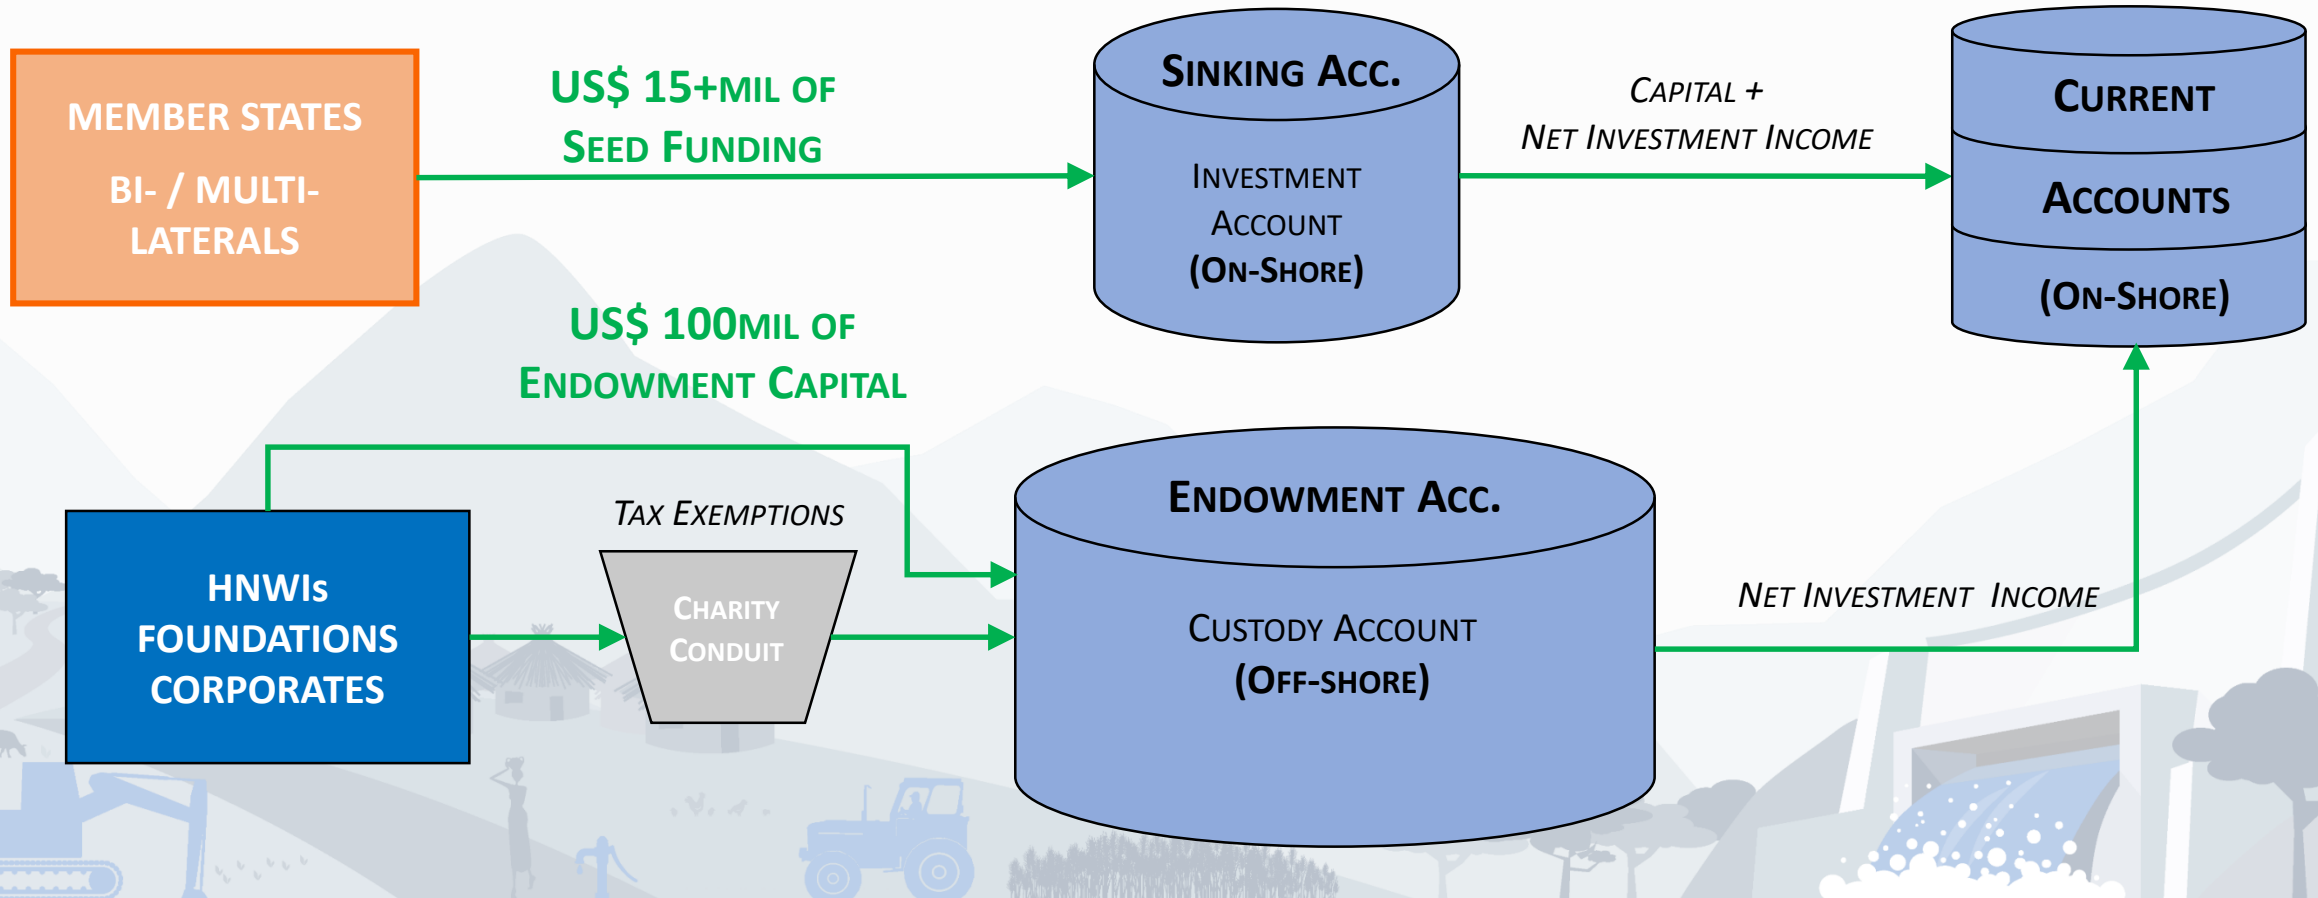 MEMBER STATES
BI- / MULTI-
LATERALS
US$ 15+MIL OF
SEED FUNDING
SINKING ACC.
INVESTMENT
ACCOUNT
(ON-SHORE)
CAPITAL +
NET INVESTMENT INCOME
CURRENT
ACCOUNTS
(ON-SHORE)
US$ 100MIL OF
ENDOWMENT CAPITAL
HNWIs
FOUNDATIONS
CORPORATES
TAX EXEMPTIONS
CHARITY
CONDUIT
ENDOWMENT ACC.
CUSTODY ACCOUNT
(OFF-SHORE)
NET INVESTMENT INCOME